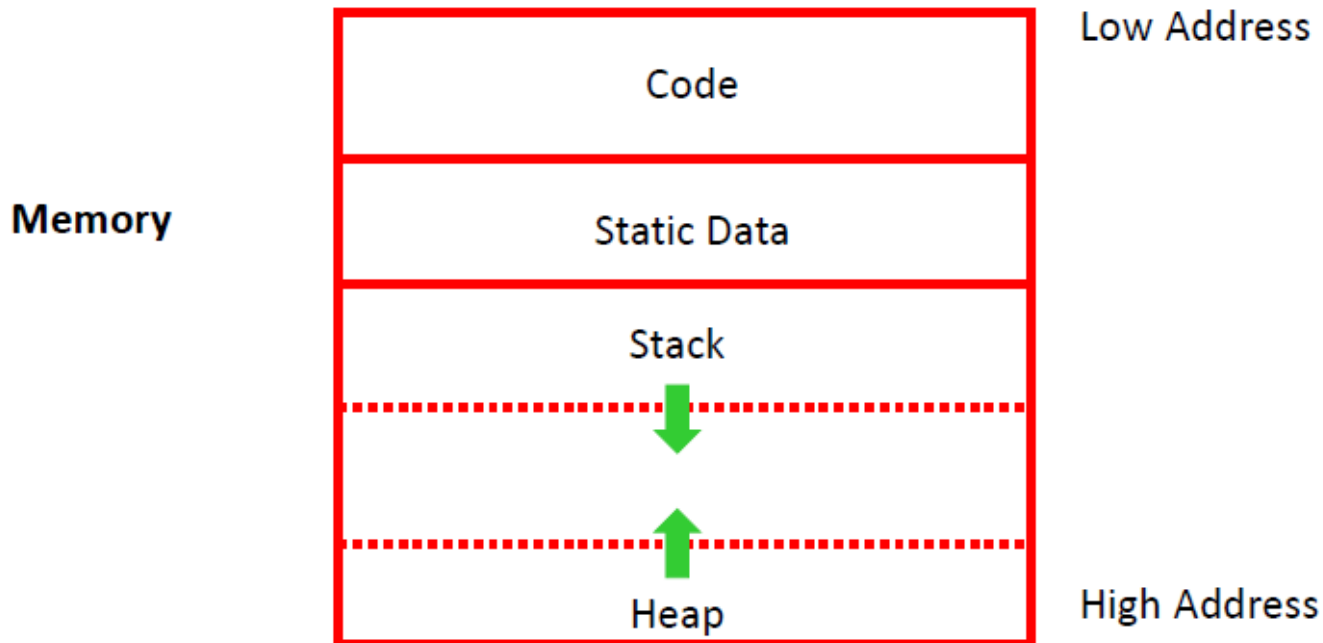 Low Address
Code
Memory
Static Data
Stack
Heap
High Address